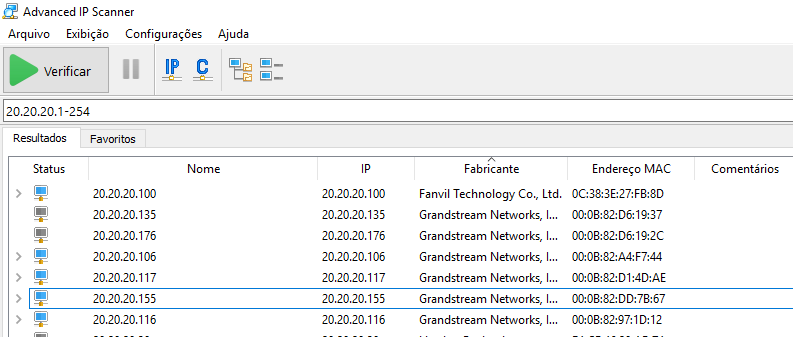 Advanced IP Scanner
Arquivo Exibição Configurações Ajuda
Verificar IP C
20.20.20.1-254
Resultados Favoritos
Status Nome IP Fabricante Endereço MAC Comentários
20.20.20.100 20.20.20.100 Fanvil Technology Co., Ltd. 0C:38:3E:27:FB:8D
20.20.20.135 20.20.20.135 Grandstream Networks, I... 00:0B:82:D6:19:37
20.20.20.176 20.20.20.176 Grandstream Networks, I... 00:0B:82:D6:19:2C
20.20.20.106 20.20.20.106 Grandstream Networks, I... 00:0B:82:A4:F7:44
20.20.20.117 20.20.20.117 Grandstream Networks, I... 00:0B:82:D1:4D:AE
20.20.20.155 20.20.20.155 Grandstream Networks, I... 00:0B:82:DD:7B:67
20.20.20.116 20.20.20.116 Grandstream Networks, I... 00:0B:82:97:1D:12